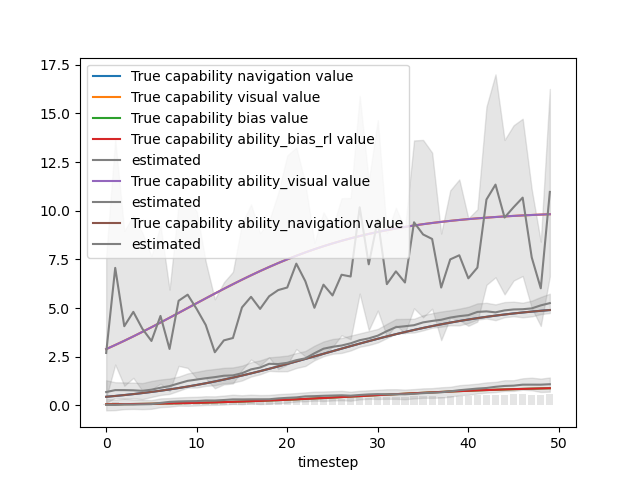 17.5
15.0
12.5
10.0
7.5
5.0
2.5
0.0
True capability navigation value
True capability visual value
True capability bias value
True capability ability_bias_rl value
estimated
True capability ability_visual value
estimated
True capability ability_navigation value
estimated
0 10 20 30 40 50
timestep